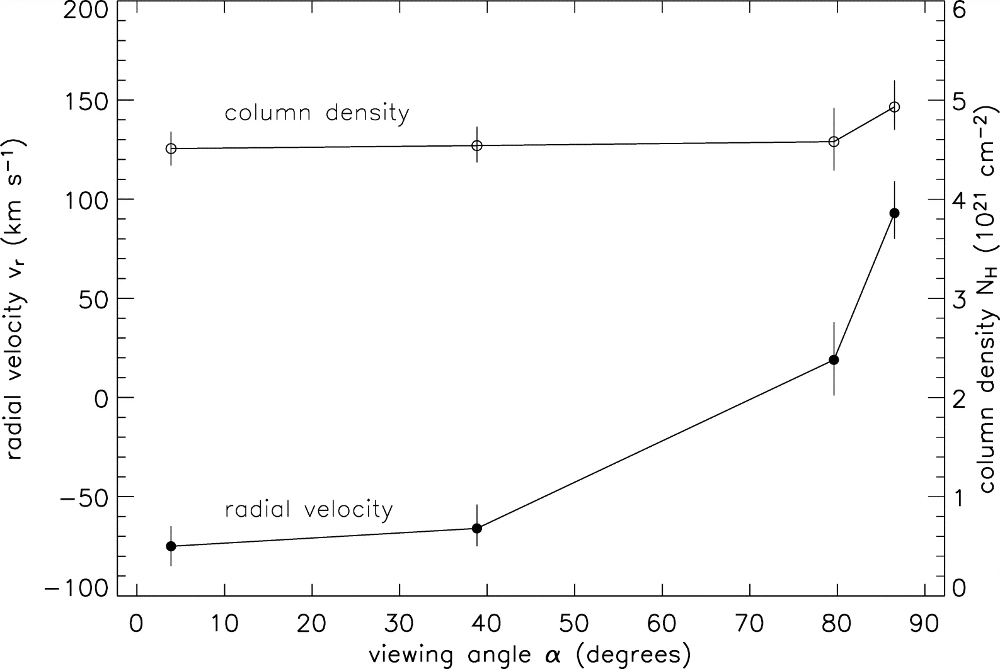 200
150
100
50
0
−50
−100
radial velocity vr (km s−1)
column density
radial velocity
6
5
4
3
2
1
0
column density NH (1021 cm−2)
0 10 20 30 40 50 60 70 80 90
viewing angle α (degrees)